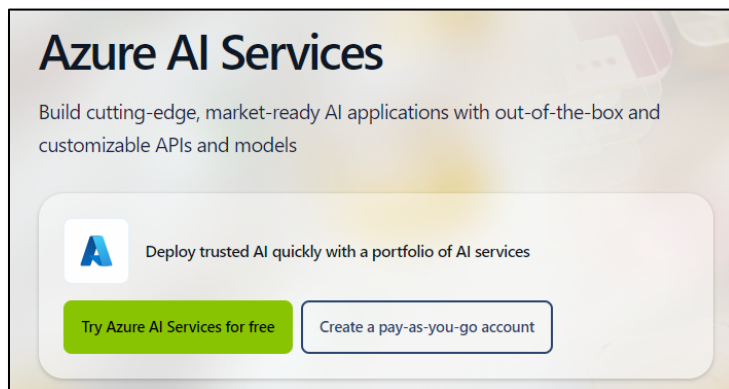 Azure AI Services
Build cutting-edge, market-ready AI applications with out-of-the-box and
customizable APIs and models
Deploy trusted AI quickly with a portfolio of AI services
Try Azure AI Services for free
Create a pay-as-you-go account